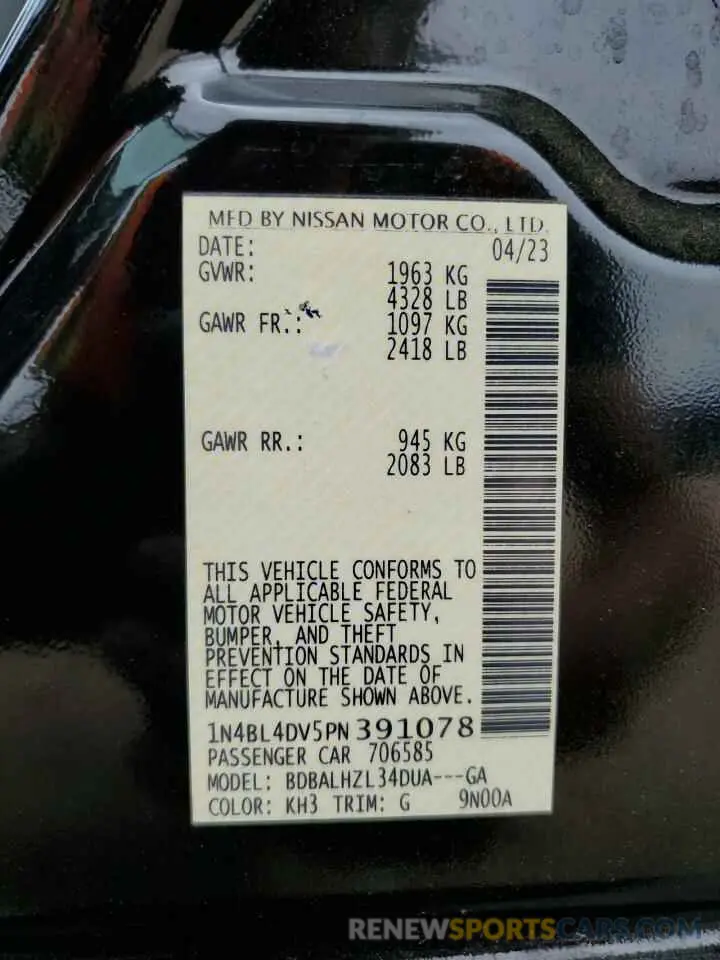 MFD BY NISSAN MOTOR CO., LTD.
DATE: 04/23
GVWR: 1963 KG
4328 LB
GAWR FR.: 1097 KG
2418 LB
GAWR RR.: 945 KG
2083 LB
THIS VEHICLE CONFORMS TO
ALL APPLICABLE FEDERAL
MOTOR VEHICLE SAFETY,
BUMPER, AND THEFT
PREVENTION STANDARDS IN
EFFECT ON THE DATE OF
MANUFACTURE SHOWN ABOVE.
1N4BL4DV5PN391078
PASSENGER CAR 706585
MODEL: BDBALHZL34DUA---GA
COLOR: KH3 TRIM: G 9N00A
RENEWSPORTSCARS.COM